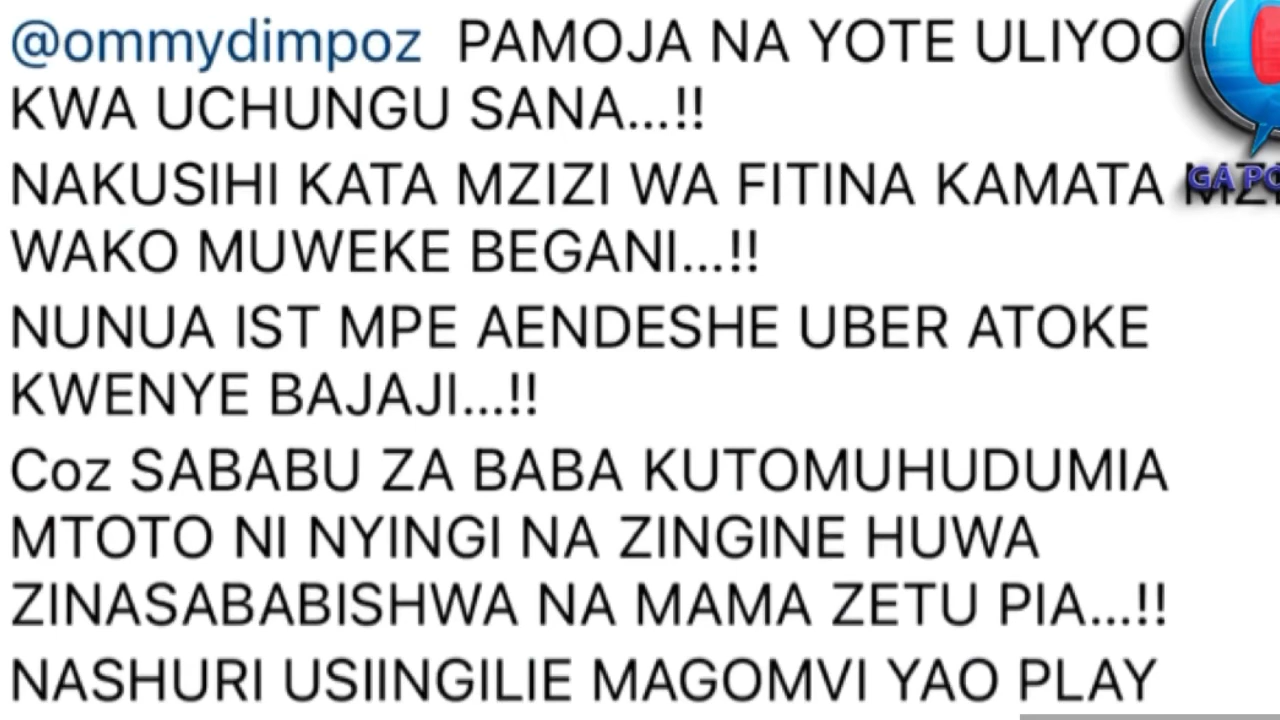 @ommydimpoz PAMOJA NA YOTE
KWA UCHUNGU SANA...!!
NAKUSIHI KATA MZIZI WA FITINA KAMATA
WAKO MUWEKE BEGANI...!!
NUNUA IST MPE AENDESHE UBER ATOKE
KWENYE BAJAJI...!!
Coz SABABU ZA BABA KUTOMUHUDUMIA
MTOTO NI NYINGI NA ZINGINE HUWA
ZINASABABISHWA NA MAMA ZETU PIA...!!
NASHURI USIINGILIE MAGOMVI YAO PLAY
GA